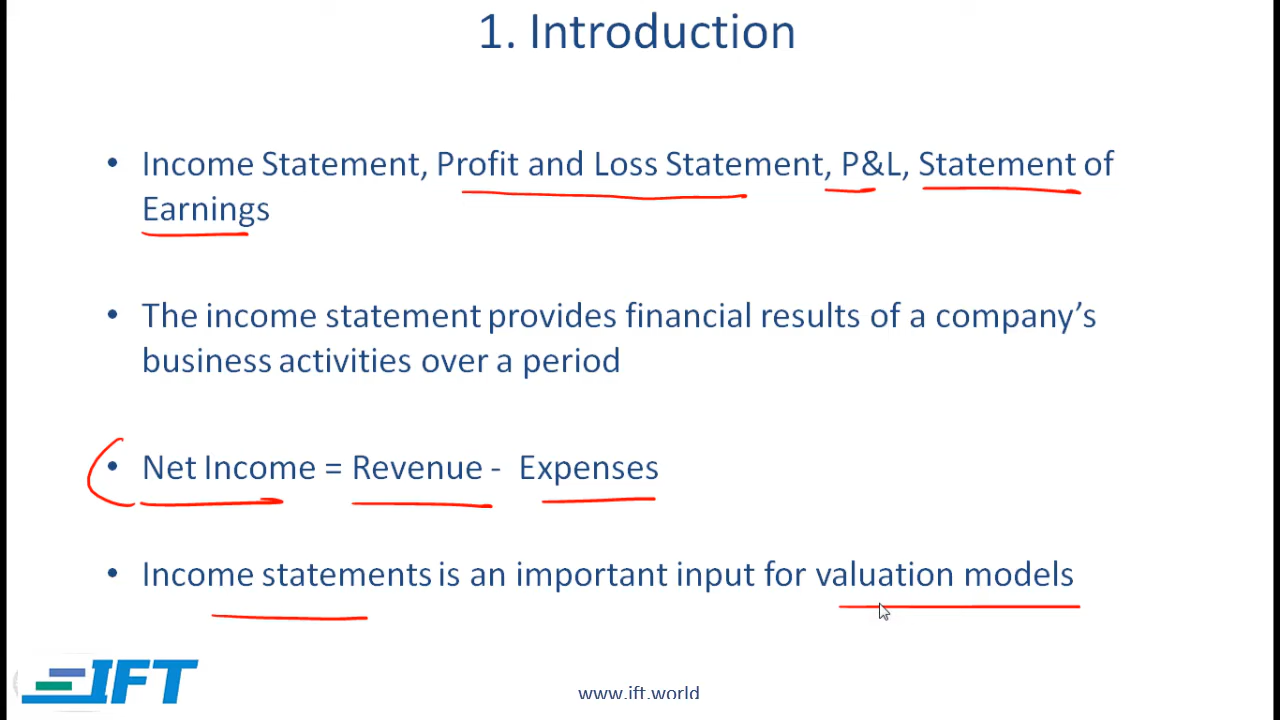 1. Introduction
• Income Statement, Profit and Loss Statement, P&L, Statement of
Earnings
• The income statement provides financial results of a company's
business activities over a period
• Net Income = Revenue - Expenses
• Income statements is an important input for valuation models
IFT
www.ift.world